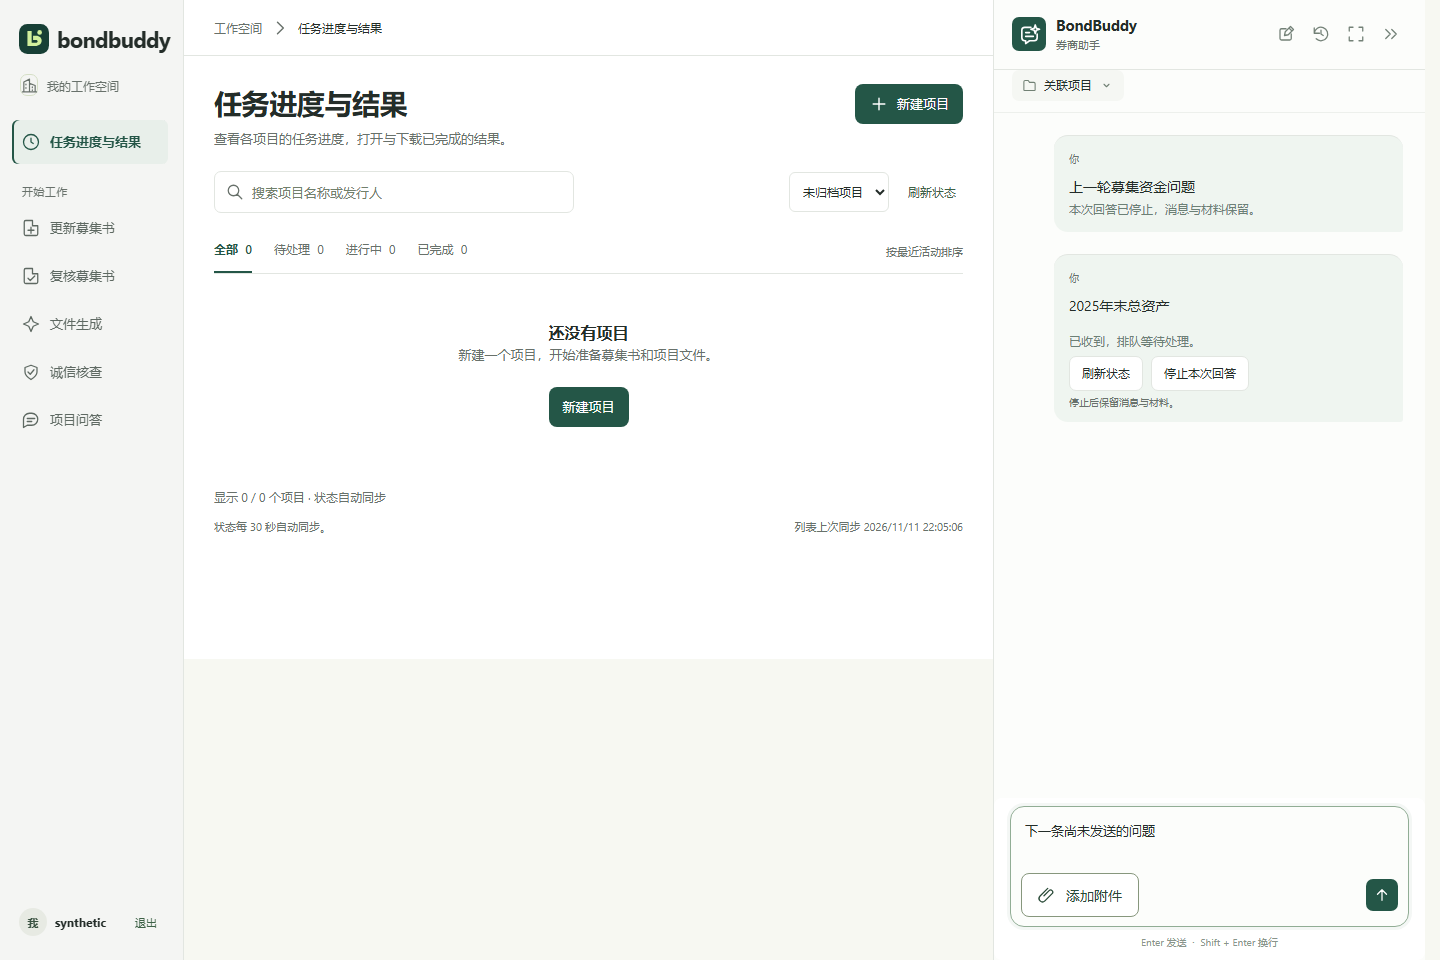 bondbuddy
我的工作空间
任务进度与结果
开始工作
更新募集书
复核募集书
文件生成
诚信核查
项目问答
我 synthetic 退出
工作空间 任务进度与结果
任务进度与结果
新建项目
查看各项目的任务进度，打开与下载已完成的结果。
搜索项目名称或发行人
未归档项目 刷新状态
全部 0 待处理 0 进行中 0 已完成 0
按最近活动排序
还没有项目
新建一个项目，开始准备募集书和项目文件。
新建项目
显示 0 / 0 个项目 · 状态自动同步
状态每 30 秒自动同步。
列表上次同步 2026/11/11 22:05:06
BondBuddy
券商助手
关联项目
你
上一轮募集资金问题
本次回答已停止，消息与材料保留。
你
2025年末总资产
已收到，排队等待处理。
刷新状态 停止本次回答
停止后保留消息与材料。
下一条尚未发送的问题
添加附件
Enter 发送 · Shift + Enter 换行